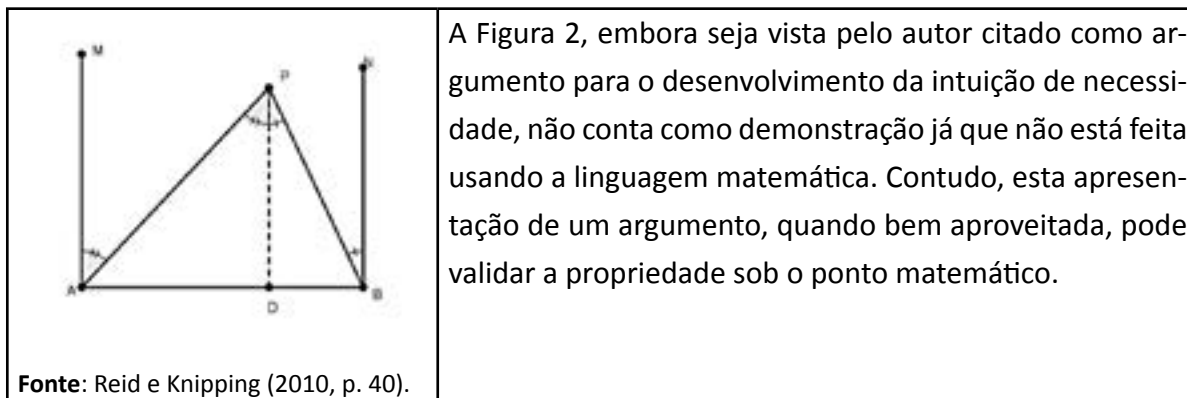 M
N
P
A
B
D
Fonte: Reid e Knipping (2010, p. 40).
A Figura 2, embora seja vista pelo autor citado como ar-
gumento para o desenvolvimento da intuição de necessi-
dade, não conta como demonstração já que não está feita
usando a linguagem matemática. Contudo, esta apresen-
tação de um argumento, quando bem aproveitada, pode
validar a propriedade sob o ponto matemático.